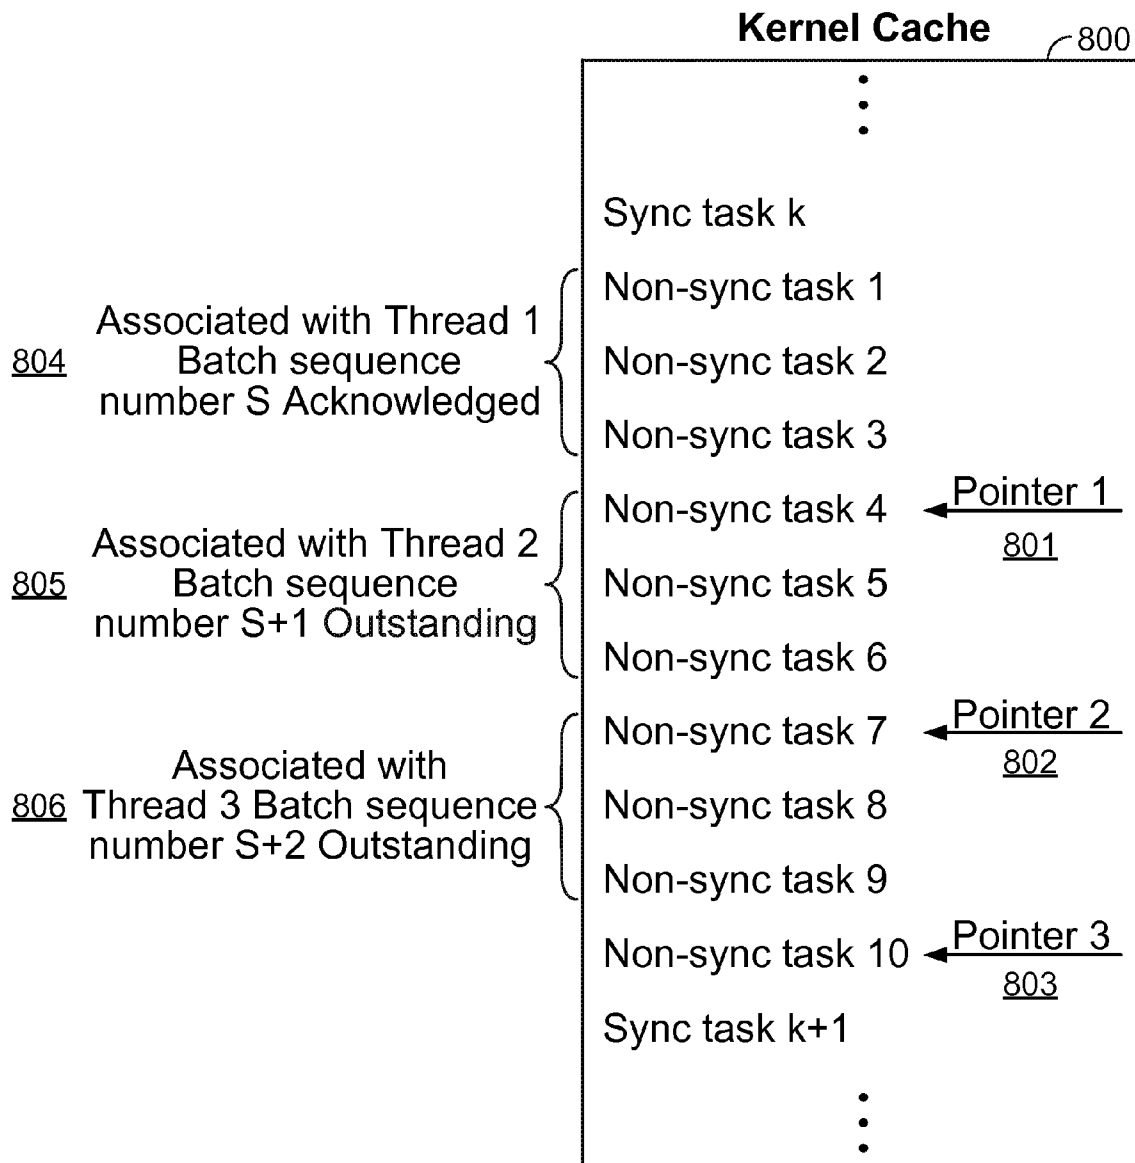 Kernel Cache
800
Sync task k
Non-sync task 1
Associated with Thread 1
804
Batch sequence
Non-sync task 2
number S Acknowledged
Non-sync task 3
Pointer 1
Non-sync task 4
801
Associated with Thread 2
805
Batch sequence
Non-sync task 5
number S+1 Outstanding
Non-sync task 6
Pointer 2
Non-sync task 7
802
Associated with
806
Thread 3 Batch sequence
Non-sync task 8
number S+2 Outstanding
Non-sync task 9
Pointer 3
Non-sync task 10
803
Sync task k+1